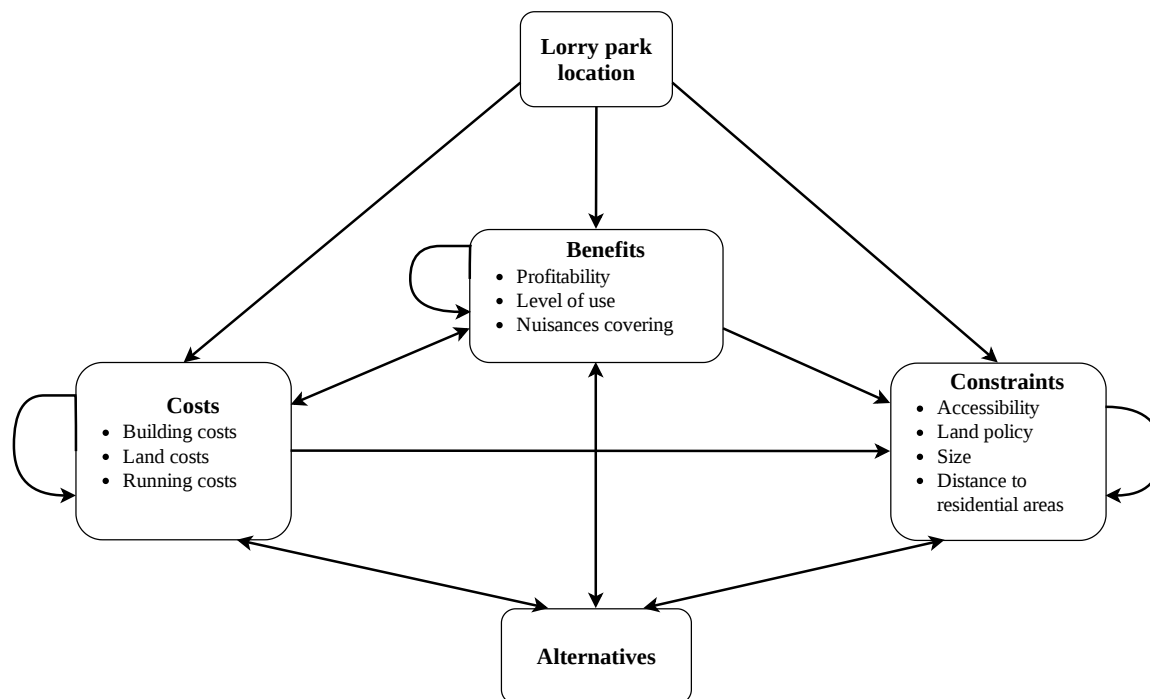 Lorry park
location
Benefits
• Profitability
• Level of use
• Nuisances covering
Costs
• Building costs
• Land costs
• Running costs
Constraints
• Accessibility
• Land policy
• Size
• Distance to
residential areas
Alternatives